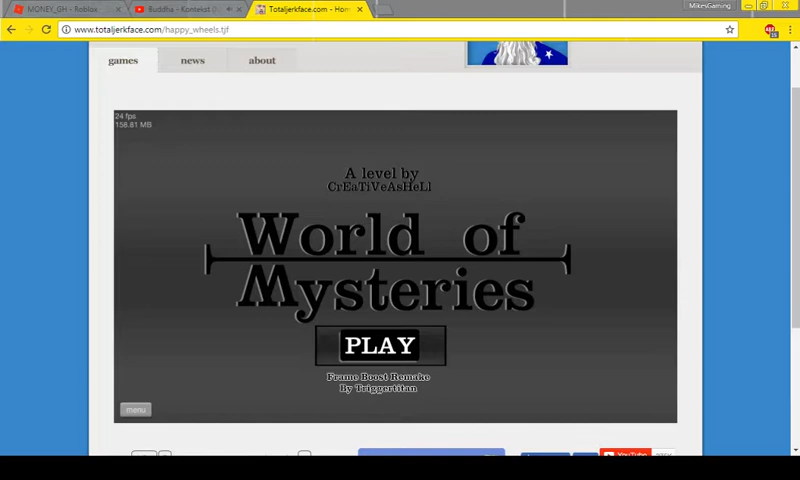 MONEY_GH - Roblox
Buddha - Kontekst
Totaljerkface.com - Hom
MikesGaming
www.totaljerkface.com/happy_wheels.tjf
games
news
about
24 fps
156.81 MB
A level by
CrEaTiVeAsHeLl
World of
Mysteries
PLAY
Frame Boost Remake
By Triggertitan
menu
YouTube